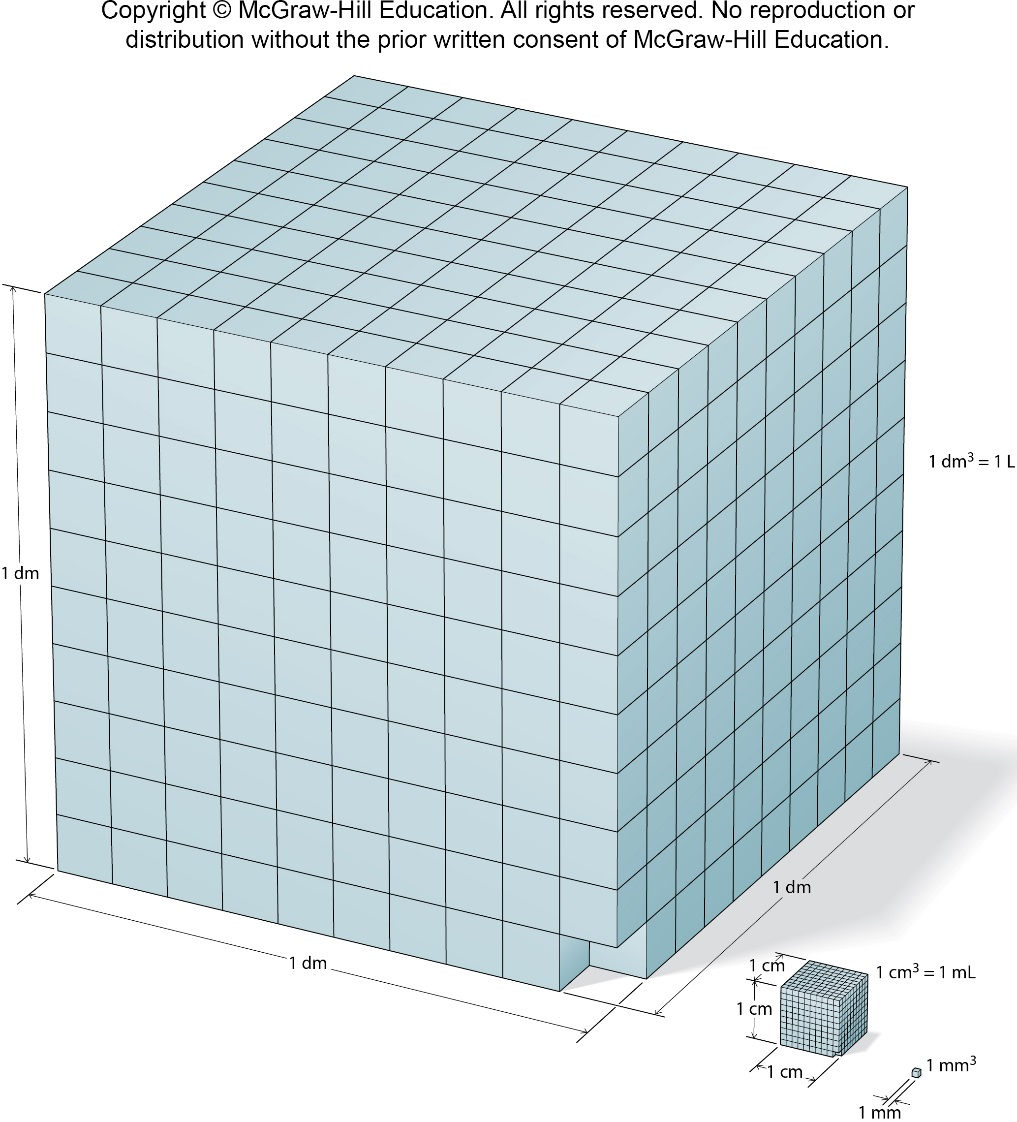 Copyright © McGraw-Hill Education. All rights reserved. No reproduction or
distribution without the prior written consent of McGraw-Hill Education.
1 dm³ = 1 L
1 dm
1 dm
1 dm
1 cm
1 cm³ = 1 mL
1 cm
1 cm
1 mm³
1 mm